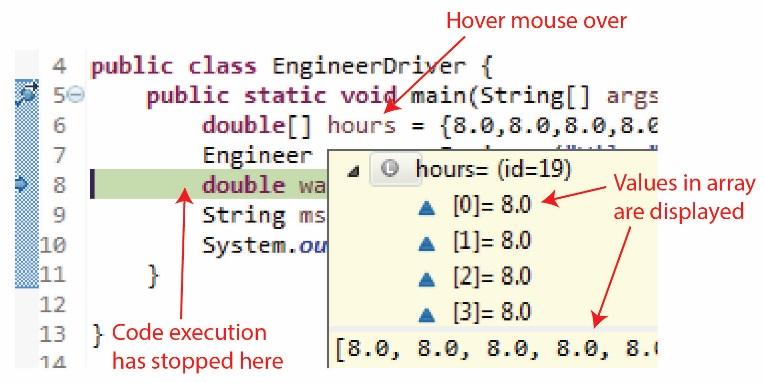 Hover mouse over
4 public class EngineerDriver {
5 public static void main(String[] args
6 double[] hours = {8.0,8.0,8.0,8.0
7 Engineer
8 double wa
9 String ms
10 System.ou
11 }
12
13 }
14
hours= (id=19)
[0]= 8.0
[1]= 8.0
[2]= 8.0
[3]= 8.0
[8.0, 8.0, 8.0, 8.0, 8.
Values in array
are displayed
Code execution
has stopped here